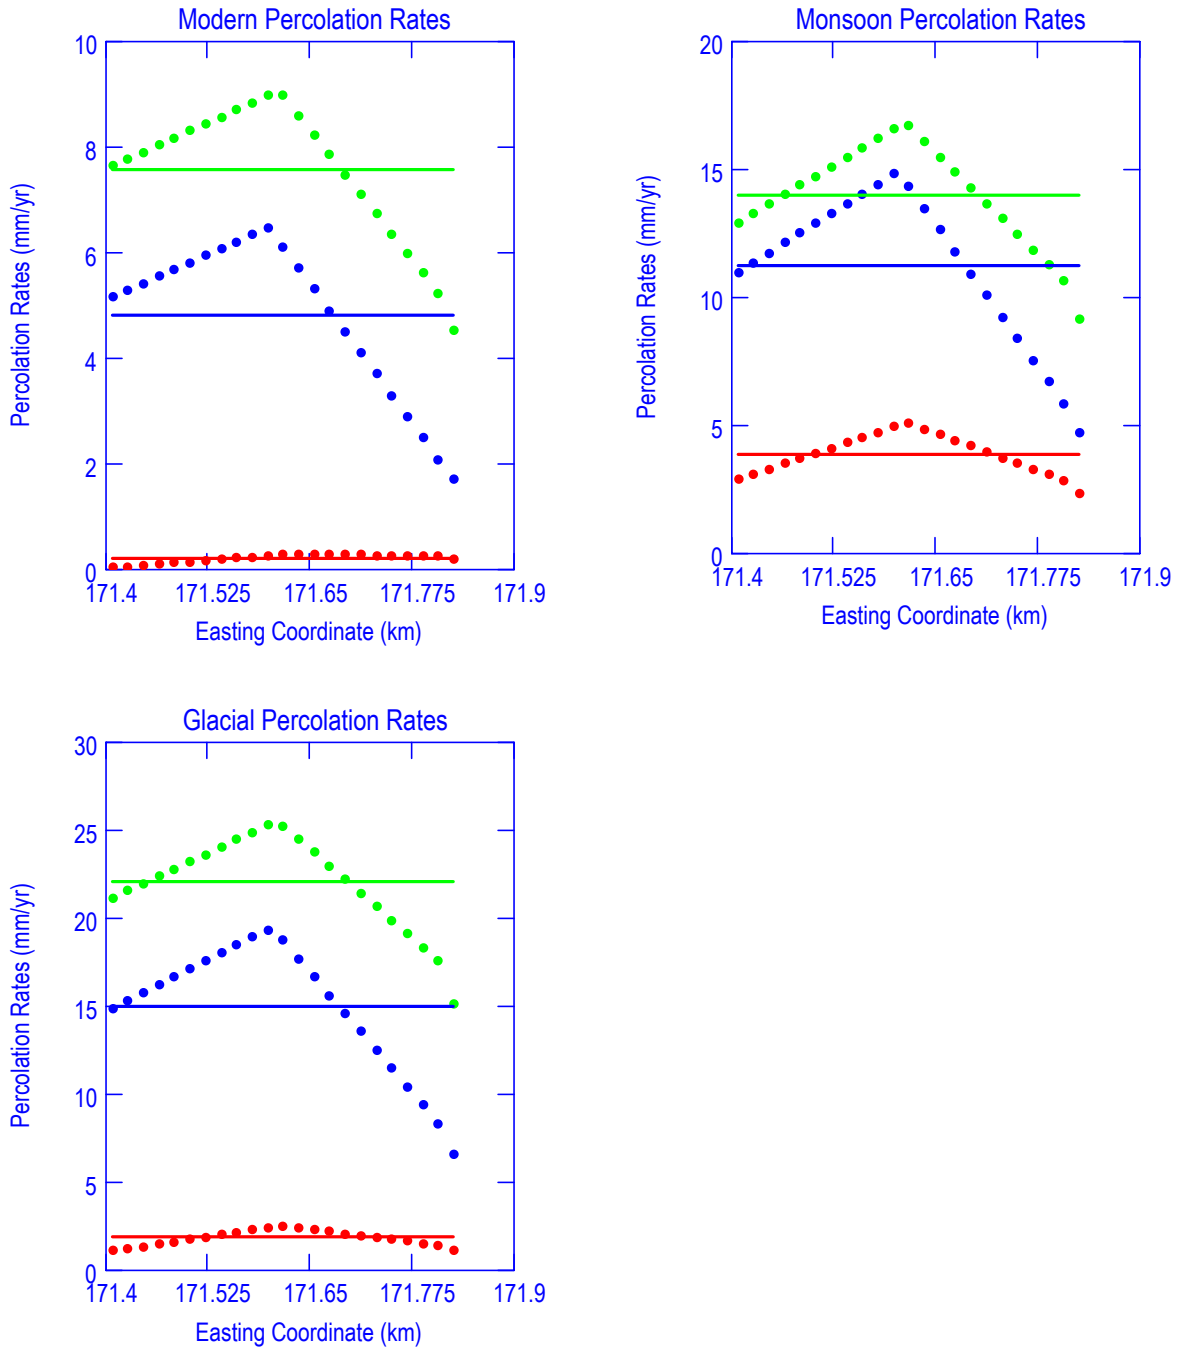 Modern Percolation Rates
10
8
6
4
2
0
Percolation Rates (mm/yr)
171.4 171.525 171.65 171.775 171.9
Easting Coordinate (km)
Monsoon Percolation Rates
20
15
10
5
0
Percolation Rates (mm/yr)
171.4 171.525 171.65 171.775 171.9
Easting Coordinate (km)
Glacial Percolation Rates
30
25
20
15
10
5
0
Percolation Rates (mm/yr)
171.4 171.525 171.65 171.775 171.9
Easting Coordinate (km)